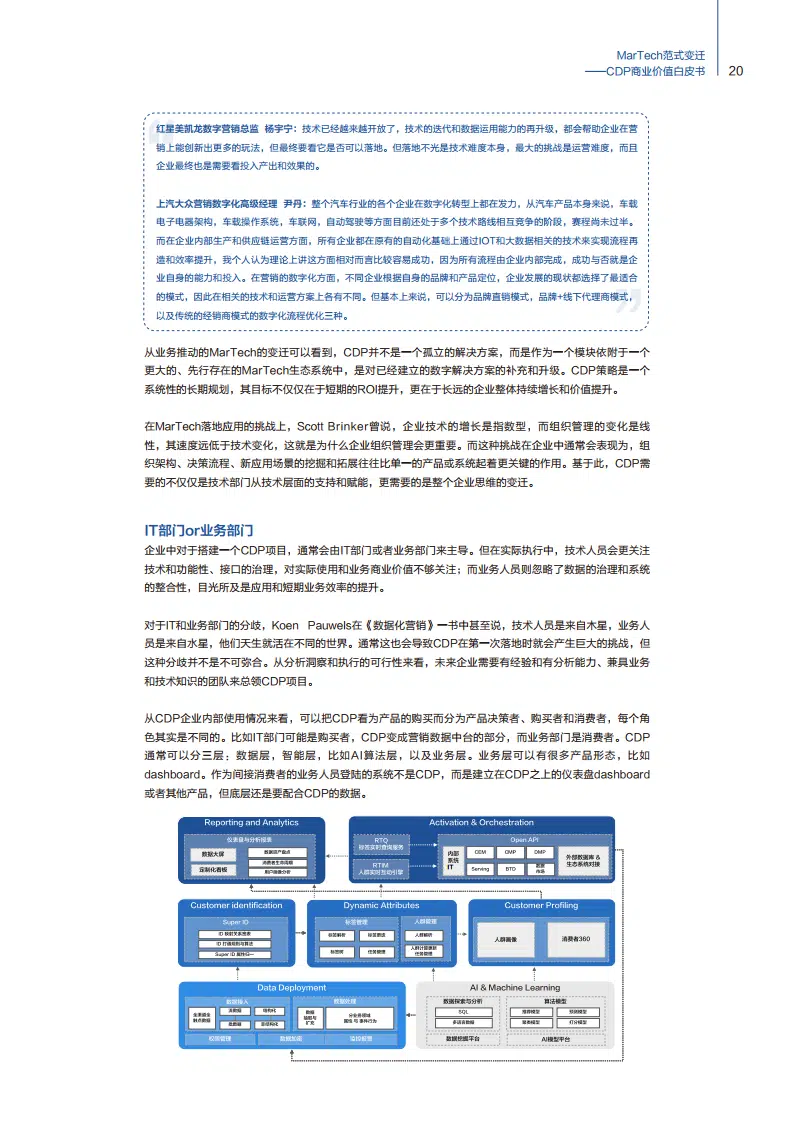 MarTech范式变迁
——CDP商业价值白皮书
20
红星美凯龙数字营销总监 杨宇宁：技术已经越来越开放了，技术的迭代和数据运用能力的再升级，都会帮助企业在营
销上能创新出更多的玩法，但最终要看它是否可以落地。但落地不光是技术难度本身，最大的挑战是运营难度，而且
企业最终也是需要看投入产出和效果的。
上汽大众营销数字化高级经理 尹丹：整个汽车行业的各个企业在数字化转型上都在发力，从汽车产品本身来说，车载
电子电器架构，车载操作系统，车联网，自动驾驶等方面目前还处于多个技术路线相互竞争的阶段，赛程尚未过半。
而在企业内部生产和供应链运营方面，所有企业都在原有的自动化基础上通过IOT和大数据相关的技术来实现流程再
造和效率提升，我个人认为理论上讲这方面相对而言比较容易成功，因为所有流程由企业内部完成，成功与否就是企
业自身的能力和投入。在营销的数字化方面，不同企业根据自身的品牌和产品定位，企业发展的现状都选择了最适合
的模式，因此在相关的技术和运营方案上各有不同。但基本上来说，可以分为品牌直销模式，品牌+线下代理商模式，
以及传统的经销商模式的数字化流程优化三种。
从业务推动的MarTech的变迁可以看到，CDP并不是一个孤立的解决方案，而是作为一个模块依附于一个
更大的、先行存在的MarTech生态系统中，是对已经建立的数字解决方案的补充和升级。CDP策略是一个
系统性的长期规划，其目标不仅仅在于短期的ROI提升，更在于长远的企业整体持续增长和价值提升。
在MarTech落地应用的挑战上，Scott Brinker曾说，企业技术的增长是指数型，而组织管理的变化是线
性，其速度远低于技术变化，这就是为什么企业组织管理会更重要。而这种挑战在企业中通常会表现为，组
织架构、决策流程、新应用场景的挖掘和拓展往往比单一的产品或系统起着更关键的作用。基于此，CDP需
要的不仅仅是技术部门从技术层面的支持和赋能，更需要的是整个企业思维的变迁。
IT部门or业务部门
企业中对于搭建一个CDP项目，通常会由IT部门或者业务部门来主导。但在实际执行中，技术人员会更关注
技术和功能性、接口的治理，对实际使用和业务商业价值不够关注；而业务人员则忽略了数据的治理和系统
的整合性，目光所及是应用和短期业务效率的提升。
对于IT和业务部门的分歧，Koen Pauwels在《数据化营销》一书中甚至说，技术人员是来自木星，业务人
员是来自水星，他们天生就活在不同的世界。通常这也会导致CDP在第一次落地时就会产生巨大的挑战，但
这种分歧并不是不可弥合。从分析洞察和执行的可行性来看，未来企业需要有经验和有分析能力、兼具业务
和技术知识的团队来总领CDP项目。
从CDP企业内部使用情况来看，可以把CDP看为产品的购买而分为产品决策者、购买者和消费者，每个角
色其实是不同的。比如IT部门可能是购买者，CDP变成营销数据中台的部分，而业务部门是消费者。CDP
通常可以分三层：数据层，智能层，比如AI算法层，以及业务层。业务层可以有很多产品形态，比如
dashboard。作为间接消费者的业务人员登陆的系统不是CDP，而是建立在CDP之上的仪表盘dashboard
或者其他产品，但底层还是要配合CDP的数据。
Reporting and Analytics
仪表盘与分析报表
数据大屏
定制化看板
数据资产盘点
消费者生命周期
用户画像分析
Activation & Orchestration
RTQ
标签实时查询服务
RTIM
人群实时互动引擎
Open API
内部
系统
IT
CEM
CMP
DMP
Serving
BTD
数据
市场
外部数据库 &
生态系统对接
Customer identification
Super ID
ID 映射关系图谱
ID 打通规则与算法
Super ID 属性归一
Dynamic Attributes
标签管理
标签解析
标签更选
标签树
任务管理
人群管理
人群解析
人群计算更新
任务管理
Customer Profiling
人群画像
消费者360
Data Deployment
数据接入
全渠道全
触点数据
流数据
结构化
批数据
非结构化
数据处理
数据
抽取与
扩充
分业务领域
属性 与 事件行为
权限管理
数据加密
监控报警
AI & Machine Learning
数据探索与分析
SQL
多语言数据
算法模型
推荐模型
预测模型
聚类模型
打分模型
数据挖掘平台
AI模型平台